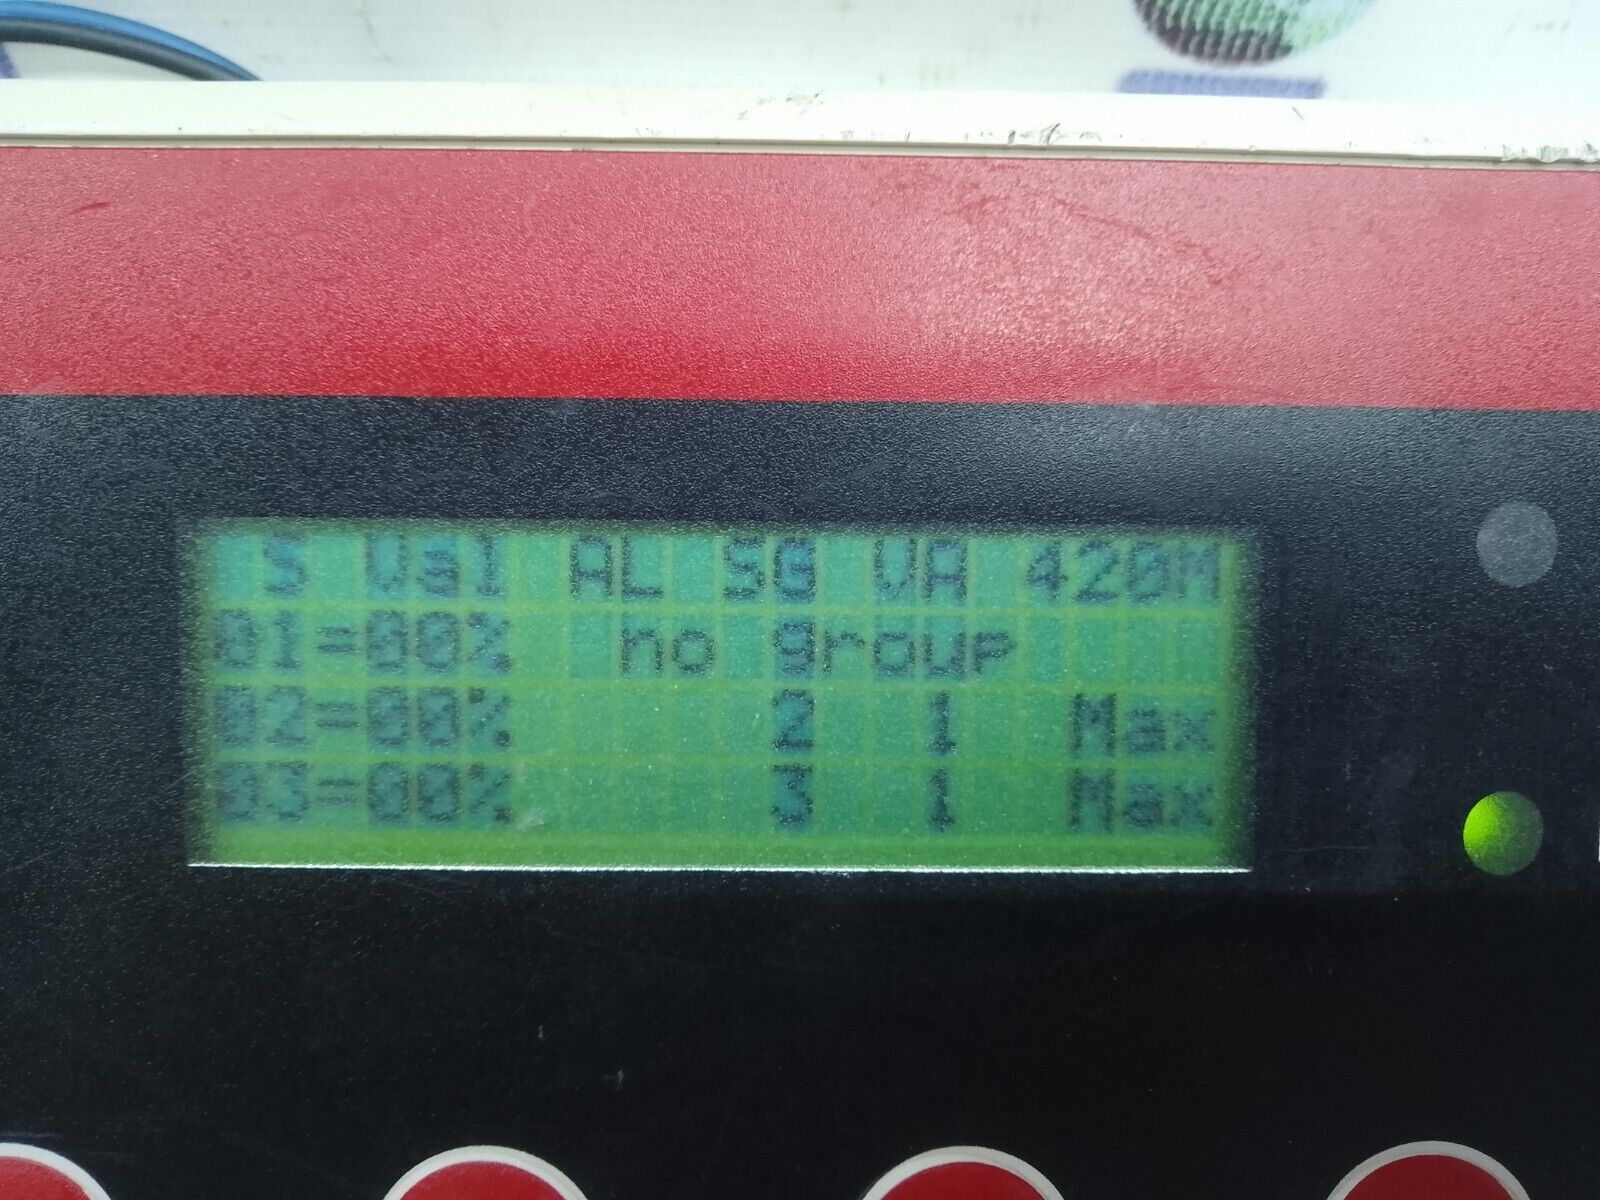 S Val AL SG VA 420M
01=00% no group
02=00% 2 1 Max
03=00% 3 1 Max